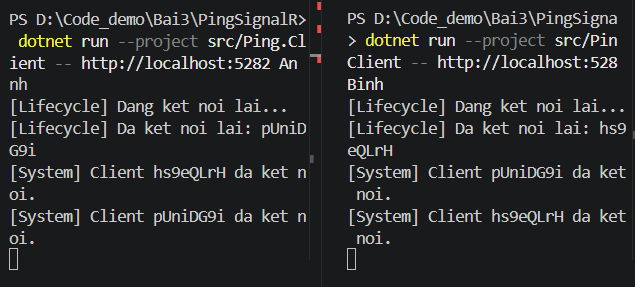 PS D:\Code_demo\Bai3\PingSignalR>
dotnet run --project src/Ping.Cl
ient -- http://localhost:5282 An
nh
[Lifecycle] Dang ket noi lai...
[Lifecycle] Da ket noi lai: pUniD
G9i
[System] Client hs9eQLrH da ket n
oi.
[System] Client pUniDG9i da ket n
oi.
PS D:\Code_demo\Bai3\PingSigna
> dotnet run --project src/Pin
Client -- http://localhost:528
Binh
[Lifecycle] Dang ket noi lai...
[Lifecycle] Da ket noi lai: hs9
eQLrH
[System] Client pUniDG9i da ket
noi.
[System] Client hs9eQLrH da ket
noi.